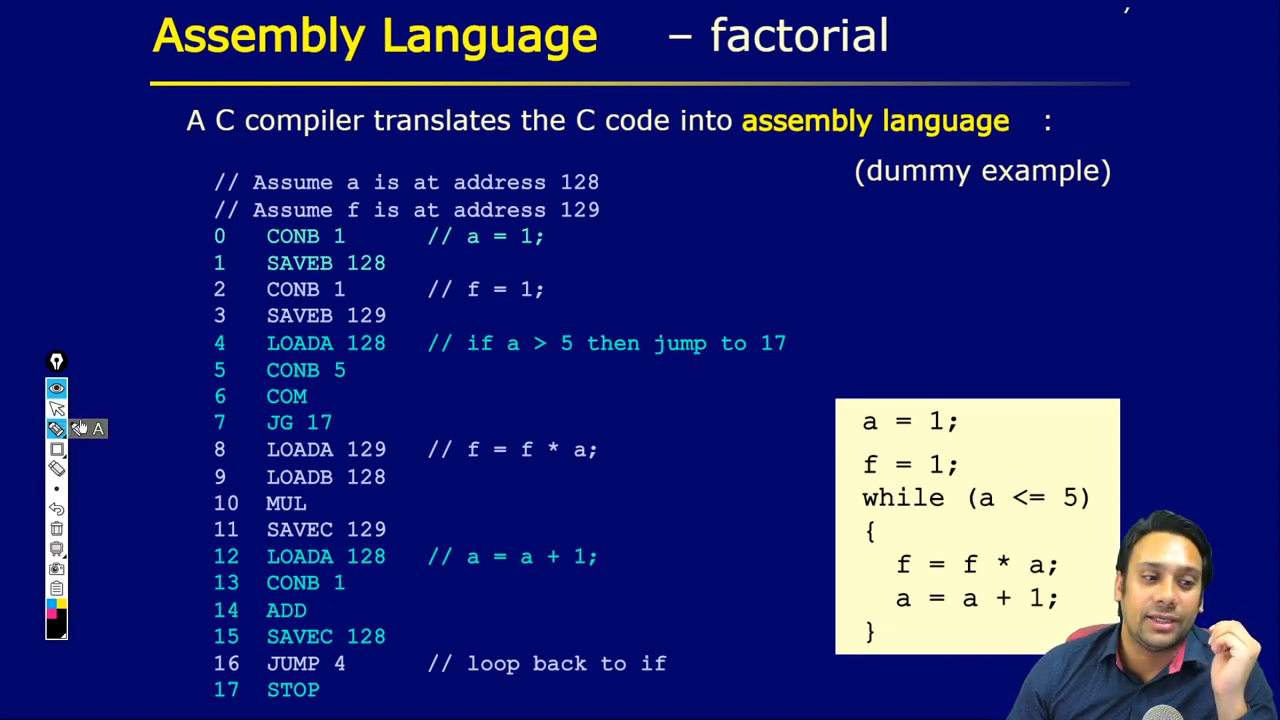 Assembly Language – factorial
A C compiler translates the C code into assembly language :
(dummy example)
// Assume a is at address 128
// Assume f is at address 129
0 CONB 1 // a = 1;
1 SAVEB 128
2 CONB 1 // f = 1;
3 SAVEB 129
4 LOADA 128 // if a > 5 then jump to 17
5 CONB 5
6 COM
7 JG 17
8 LOADA 129 // f = f * a;
9 LOADB 128
10 MUL
11 SAVEC 129
12 LOADA 128 // a = a + 1;
13 CONB 1
14 ADD
15 SAVEC 128
16 JUMP 4 // loop back to if
17 STOP
a = 1;
f = 1;
while (a <= 5)
{
f = f * a;
a = a + 1;
}
A